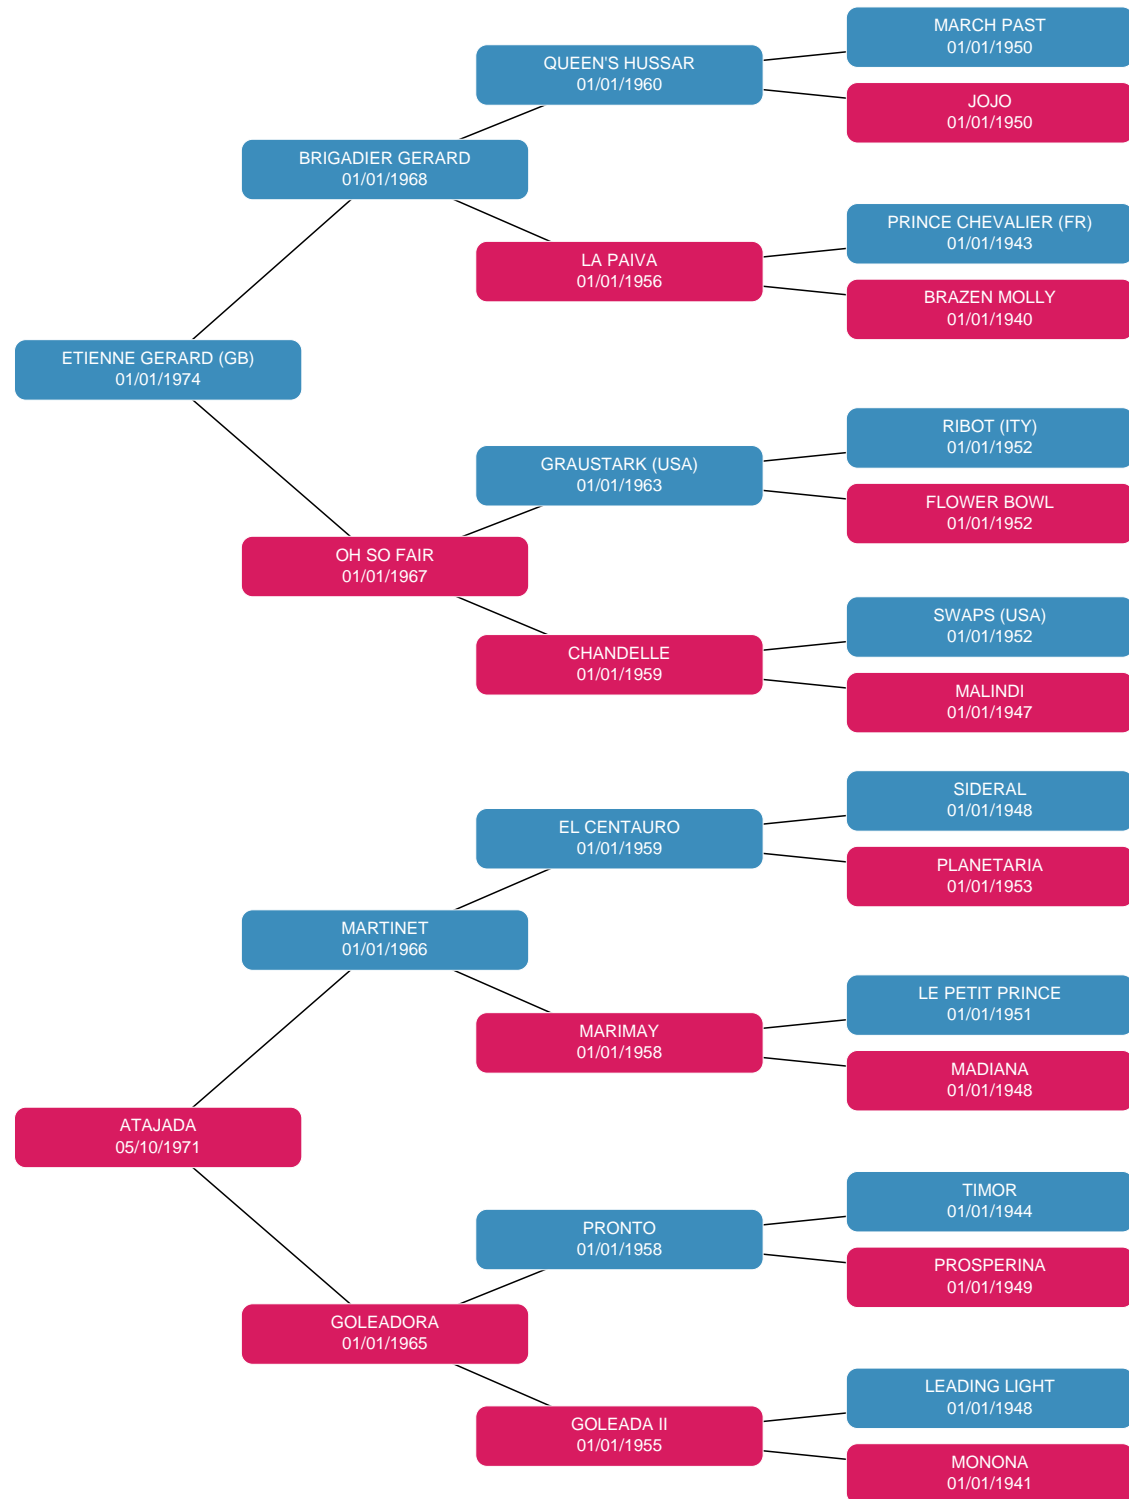 MARCH PAST
01/01/1950
QUEEN'S HUSSAR
01/01/1960
JOJO
01/01/1950
BRIGADIER GERARD
01/01/1968
PRINCE CHEVALIER (FR)
01/01/1943
LA PAIVA
01/01/1956
BRAZEN MOLLY
01/01/1940
ETIENNE GERARD (GB)
01/01/1974
RIBOT (ITY)
01/01/1952
GRAUSTARK (USA)
01/01/1963
FLOWER BOWL
01/01/1952
OH SO FAIR
01/01/1967
SWAPS (USA)
01/01/1952
CHANDELLE
01/01/1959
MALINDI
01/01/1947
SIDERAL
01/01/1948
EL CENTAURO
01/01/1959
PLANETARIA
01/01/1953
MARTINET
01/01/1966
LE PETIT PRINCE
01/01/1951
MARIMAY
01/01/1958
MADIANA
01/01/1948
ATAJADA
05/10/1971
TIMOR
01/01/1944
PRONTO
01/01/1958
PROSPERINA
01/01/1949
GOLEADORA
01/01/1965
LEADING LIGHT
01/01/1948
GOLEADA II
01/01/1955
MONONA
01/01/1941